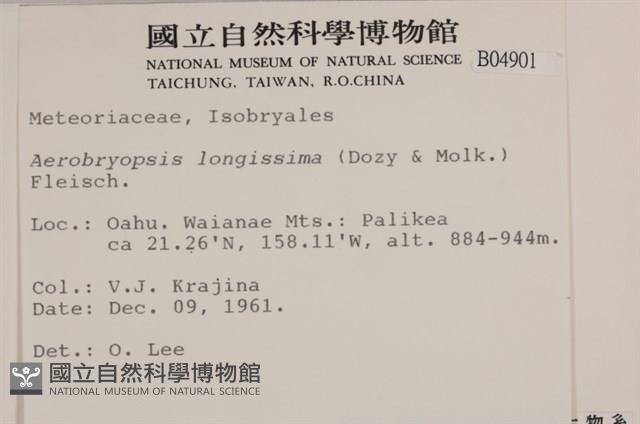 國立自然科學博物館
NATIONAL MUSEUM OF NATURAL SCIENCE B04901
TAICHUNG, TAIWAN, R.O.CHINA
Meteoriaceae, Isobryales
Aerobryopsis longissima (Dozy & Molk.)
Fleisch.
Loc.: Oahu. Waianae Mts.: Palikea
ca 21.26'N, 158.11'W, alt. 884-944m.
Col.: V.J. Krajina
Date: Dec. 09, 1961.
Det.: O. Lee
國立自然科學博物館
NATIONAL MUSEUM OF NATURAL SCIENCE
物系